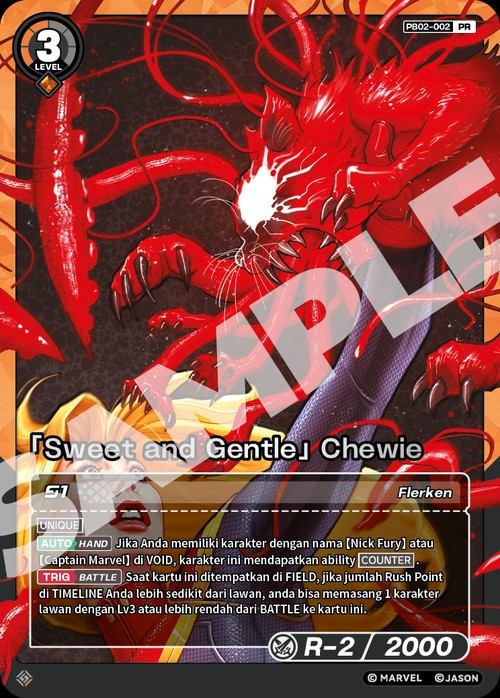 PB02-002 PR
3
LEVEL
SAMPLE
「Sweet and Gentle」 Chewie
S1
Flerken
UNIQUE
AUTO HAND Jika Anda memiliki karakter dengan nama [Nick Fury] atau
[Captain Marvel] di VOID, karakter ini mendapatkan ability COUNTER .
TRIG BATTLE Saat kartu ini ditempatkan di FIELD, jika jumlah Rush Point
di TIMELINE Anda lebih sedikit dari lawan, anda bisa memasang 1 karakter
lawan dengan Lv3 atau lebih rendah dari BATTLE ke kartu ini.
R-2 / 2000
© MARVEL ©JASON